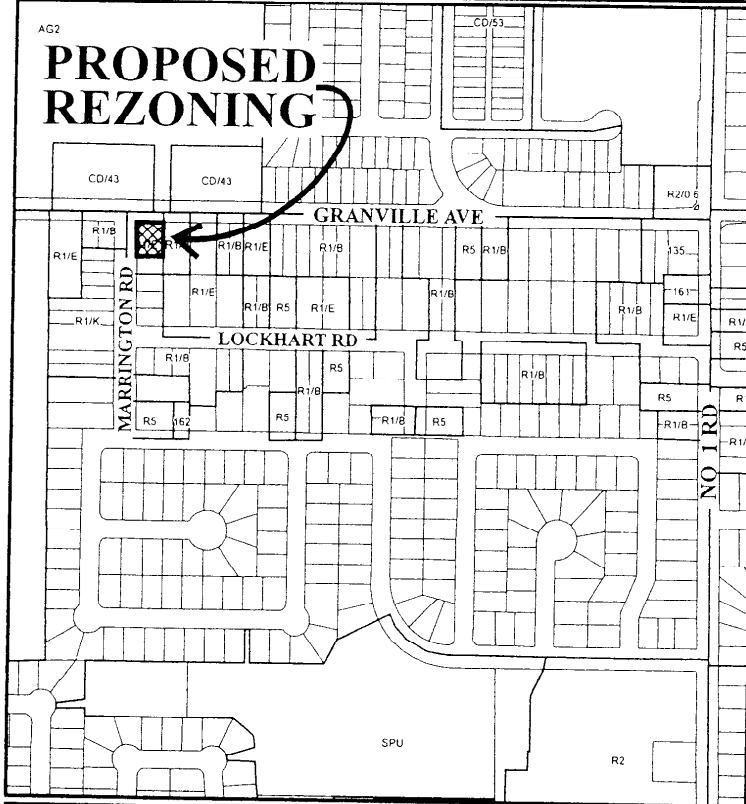 AG2
CD/53
PROPOSED
REZONING
CD/43
CD/43
R2/0.6
GRANVILLE AVE
R1/B
R1/B
R1/E
R1/B
R5
R1/B
135
R1/E
R1/E
R1/B
R5
R1/E
R1/B
R1/B
161
R1/E
R1/K
MARRINGTON RD
LOCKHART RD
R1/B
R5
R1/B
R1/B
R5
R5
162
R5
R1/B
R5
R1/B
NO 1 RD
SPU
R2